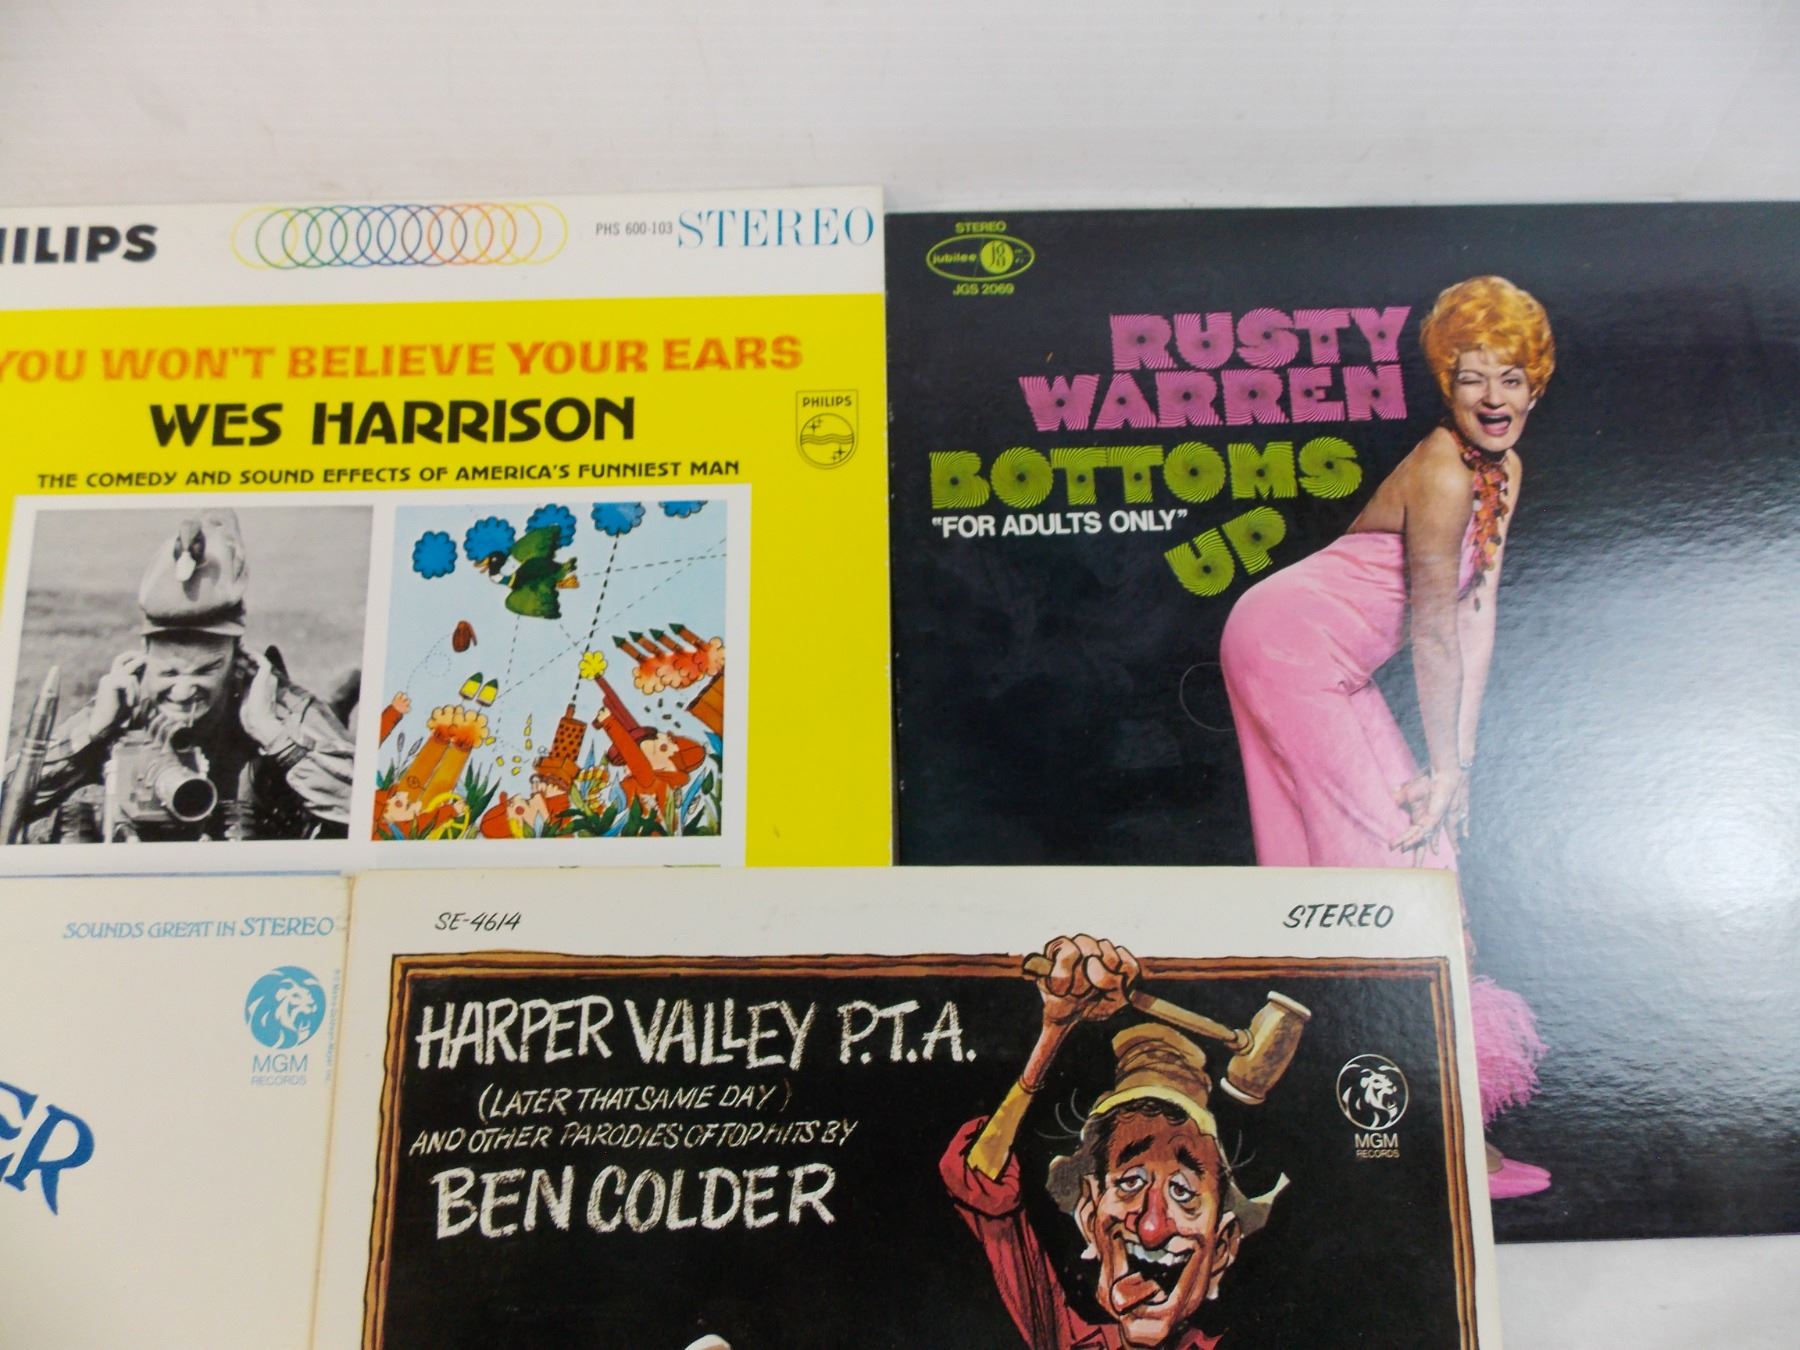 HILIPS
PHS 600-103 STEREO
YOU WON'T BELIEVE YOUR EARS
WES HARRISON
PHILIPS
THE COMEDY AND SOUND EFFECTS OF AMERICA'S FUNNIEST MAN
STEREO
jubilee
JGS 2069
RUSTY
WARREN
BOTTOMS
UP
"FOR ADULTS ONLY"
SOUNDS GREAT IN STEREO
MGM
RECORDS
ER
SE-4614
STEREO
HARPER VALLEY P.T.A.
(LATER THAT SAME DAY)
AND OTHER PARODIES OF TOP HITS BY
BEN COLDER
MGM
RECORDS